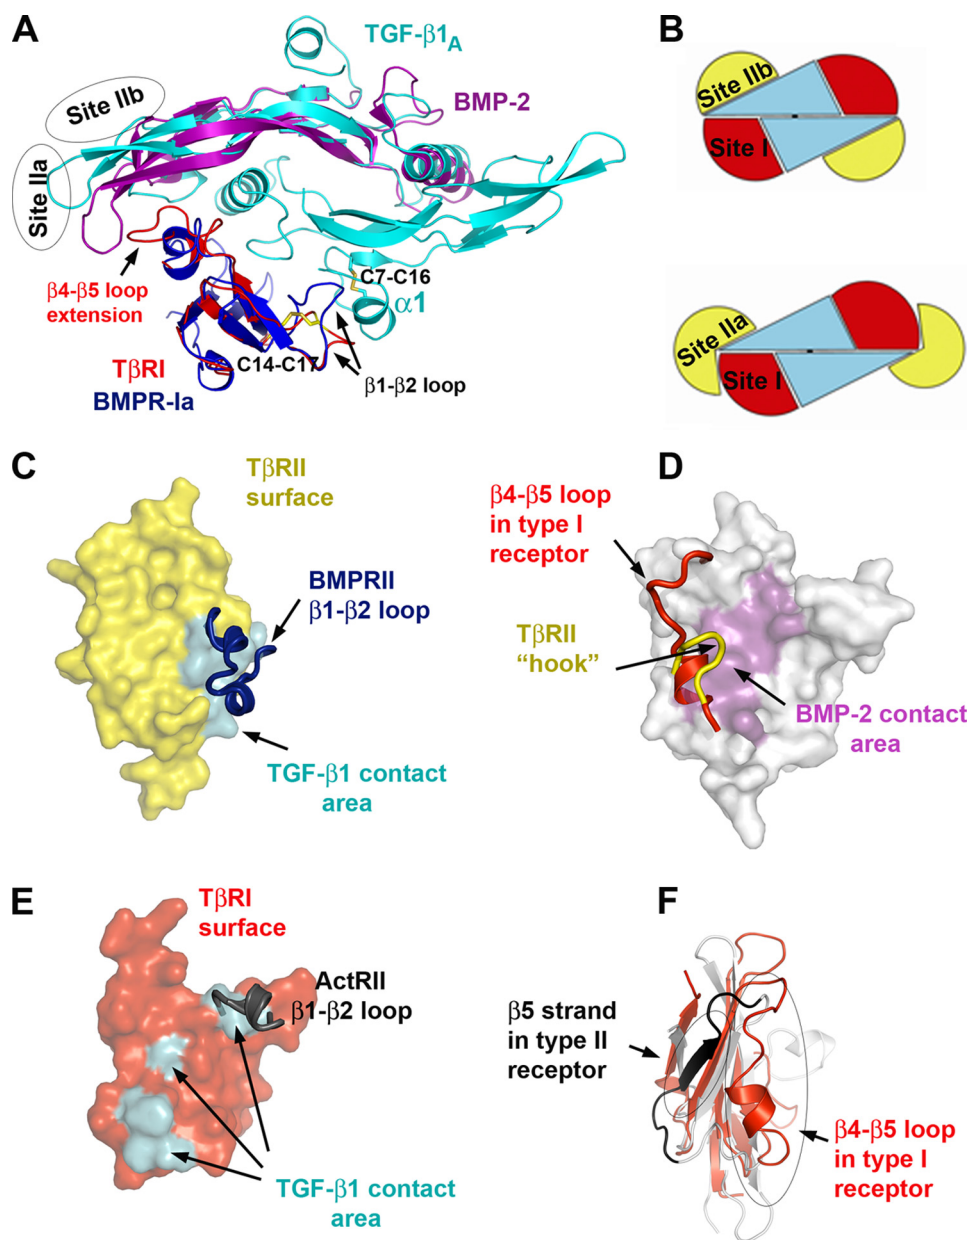 A
TGF-β1A
BMP-2
Site IIb
Site IIa
β4-β5 loop
extension
C7-C16
α1
C14-C17
β1-β2 loop
TβRI
BMPR-Ia
B
Site IIb
Site I
Site IIa
Site I
C
TβRII
surface
BMPRII
β1-β2 loop
TGF-β1 contact
area
D
β4-β5 loop
in type I
receptor
TβRII
“hook”
BMP-2 contact
area
E
TβRI
surface
ActRII
β1-β2 loop
TGF-β1 contact
area
F
β5 strand
in type II
receptor
β4-β5 loop
in type I
receptor